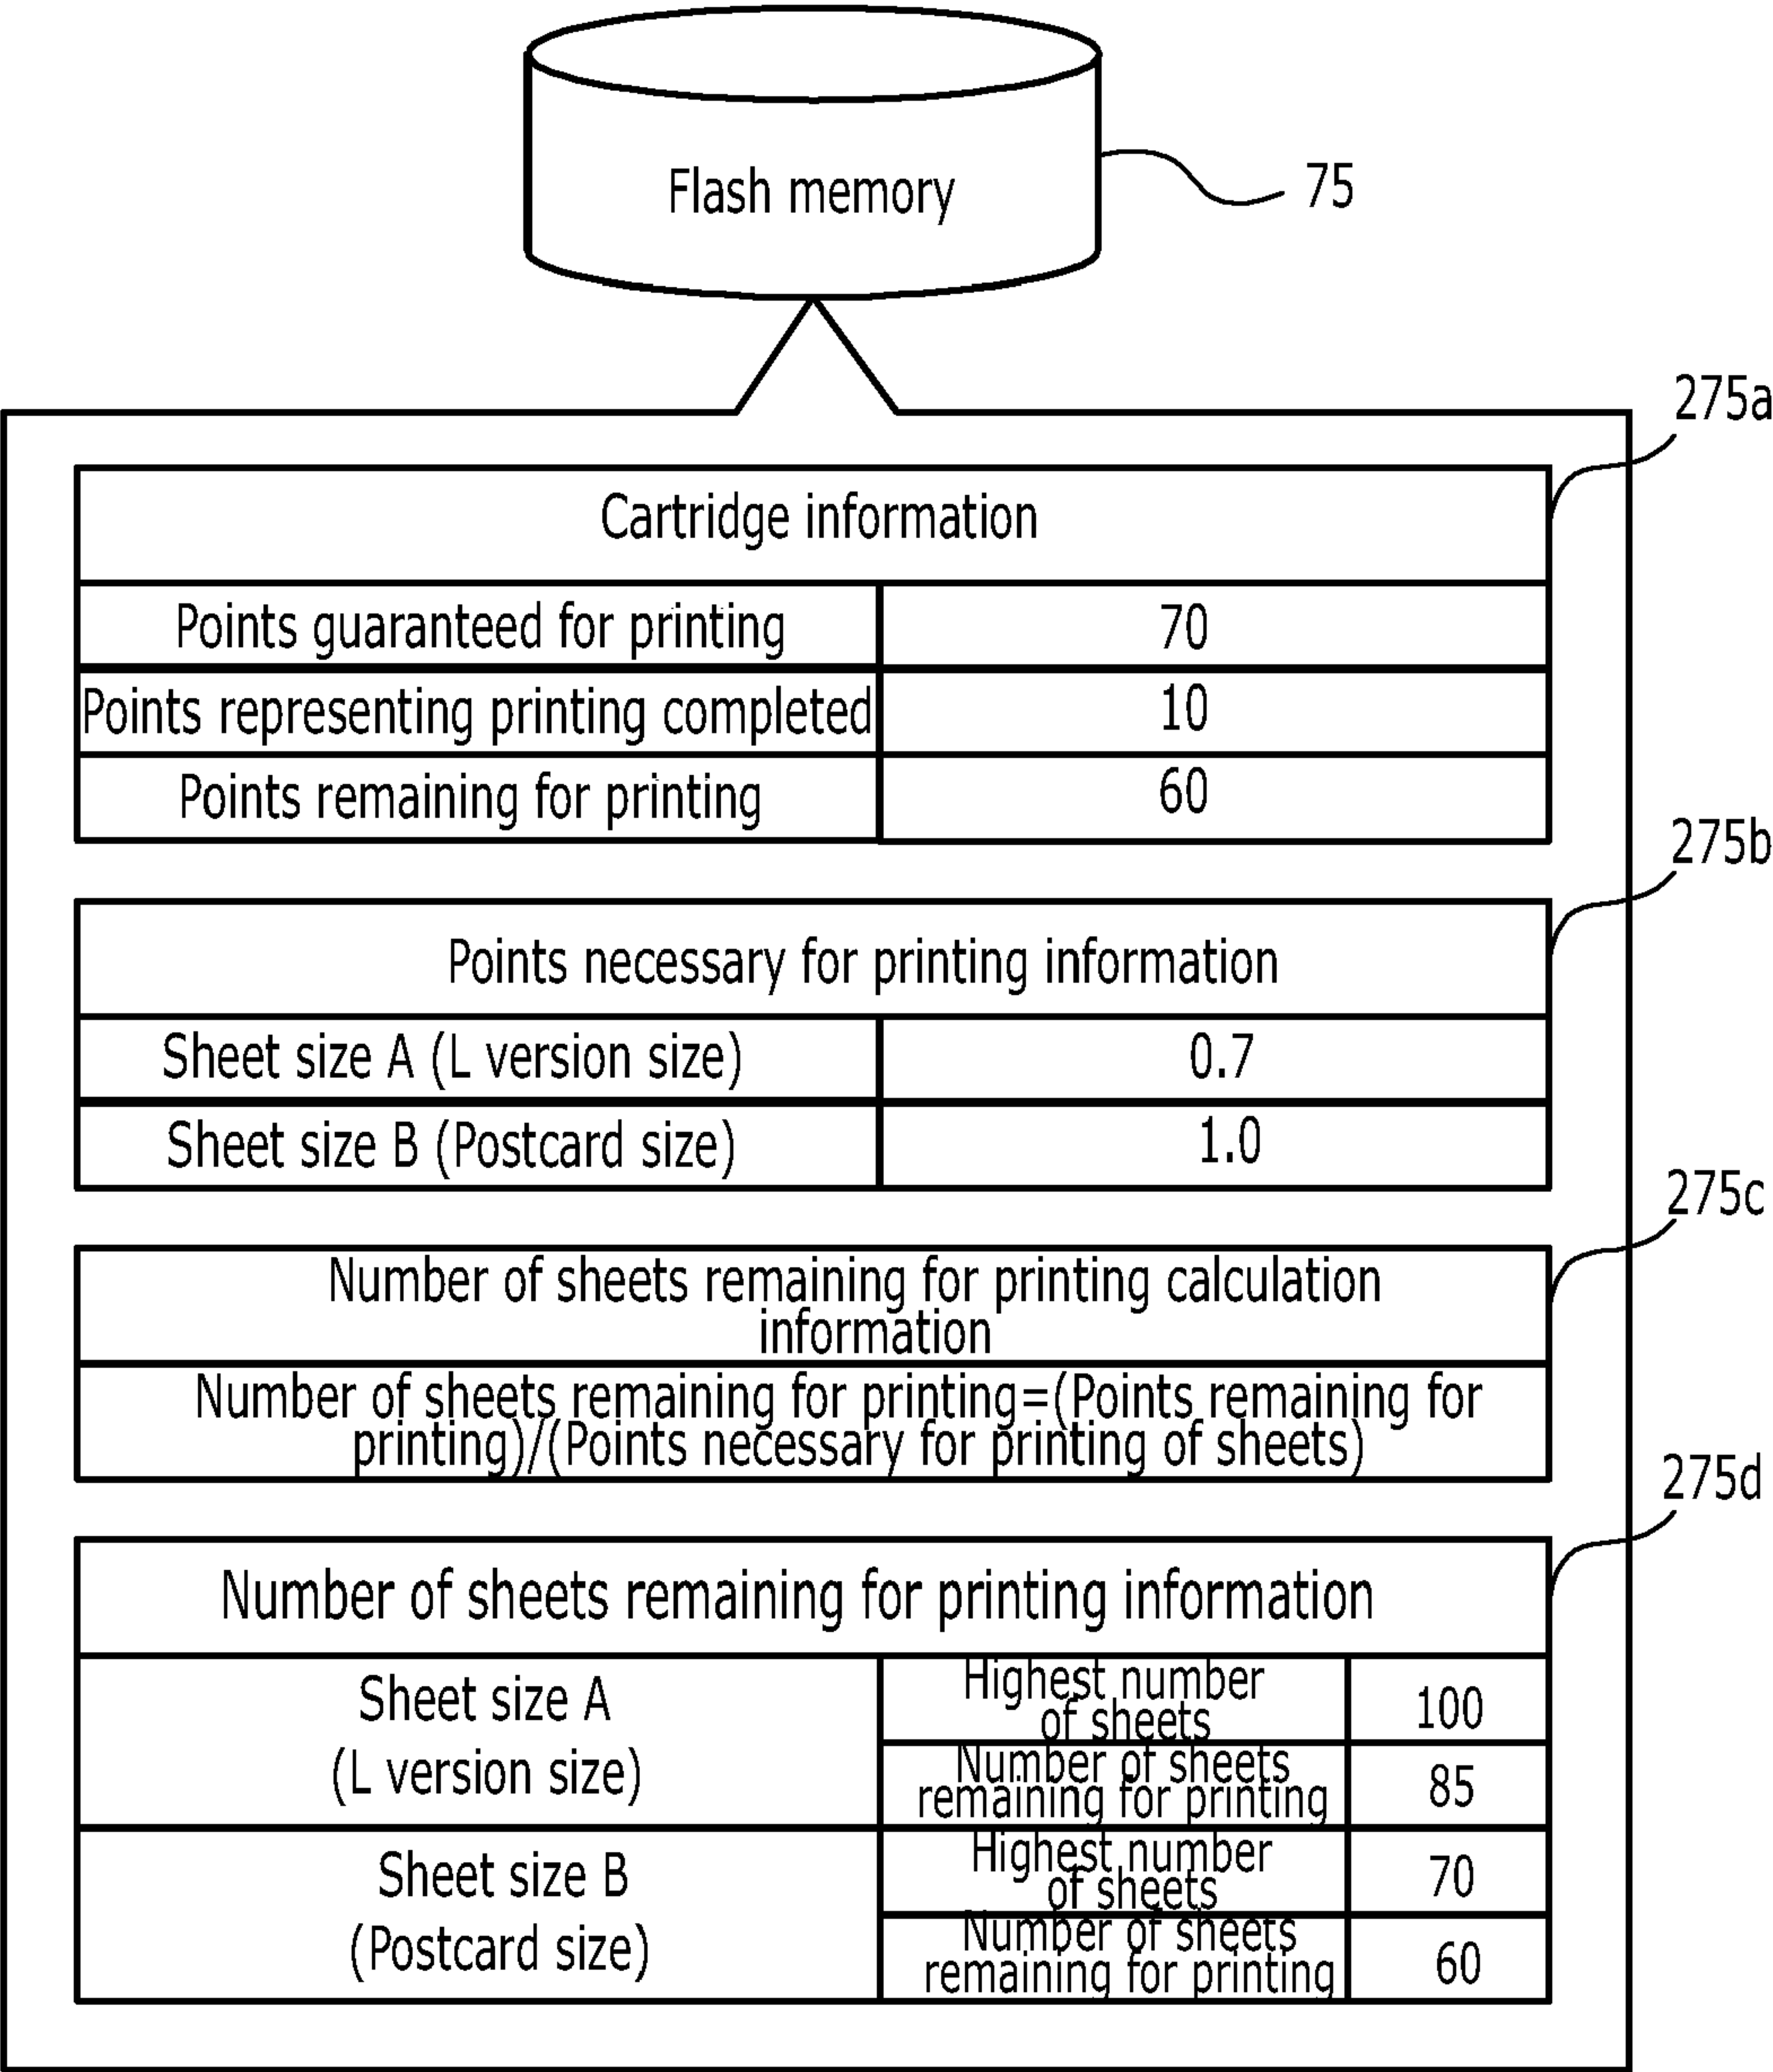 Flash memory
75
275a
Cartridge information
Points guaranteed for printing 70
Points representing printing completed 10
Points remaining for printing 60
275b
Points necessary for printing information
Sheet size A (L version size) 0.7
Sheet size B (Postcard size) 1.0
275c
Number of sheets remaining for printing calculation
information
Number of sheets remaining for printing=(Points remaining for
printing)/(Points necessary for printing of sheets)
275d
Number of sheets remaining for printing information
Sheet size A
(L version size)
Highest number
of sheets
100
Number of sheets
remaining for printing
85
Sheet size B
(Postcard size)
Highest number
of sheets
70
Number of sheets
remaining for printing
60